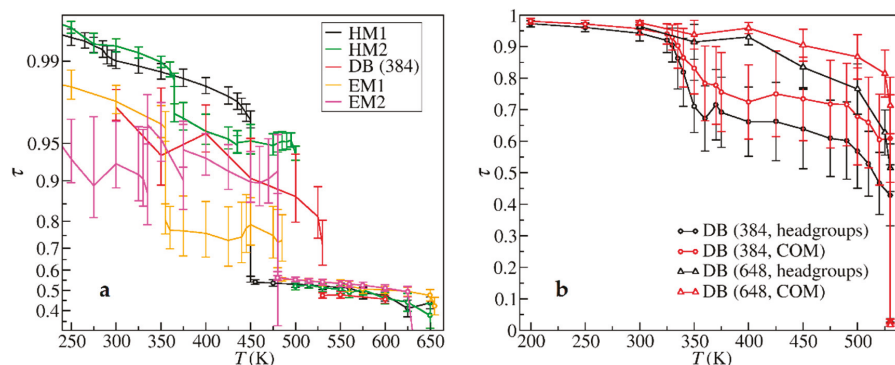 HM1
HM2
DB (384)
EM1
EM2
0.99
0.95
0.9
0.8
0.7
0.6
0.5
0.4
τ
a
250 300 350 400 450 500 550 600 650
T (K)
1
0.9
0.8
0.7
0.6
0.5
0.4
0.3
0.2
0.1
0
τ
DB (384, headgroups)
DB (384, COM)
DB (648, headgroups)
DB (648, COM)
b
200 250 300 350 400 450 500
T (K)